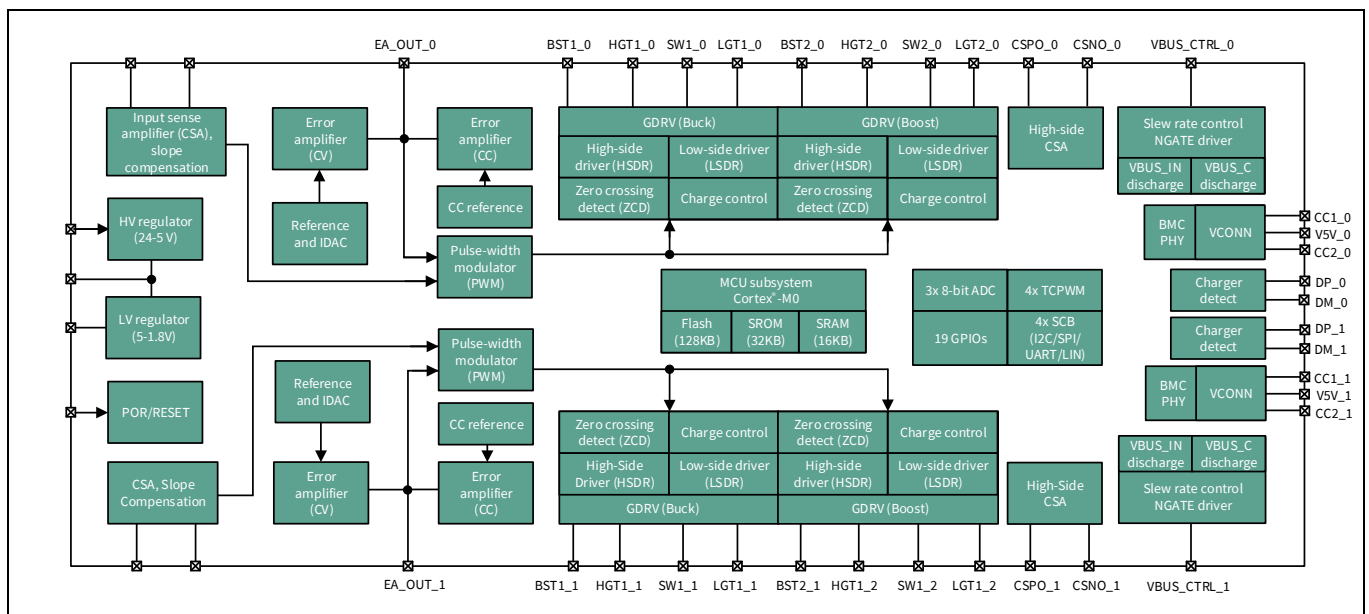 EA_OUT_0
BST1_0
HGT1_0
SW1_0
LGT1_0
BST2_0
HGT2_0
SW2_0
LGT2_0
CSPO_0
CSNO_0
VBUS_CTRL_0
Input sense
amplifier (CSA),
slope
compensation
Error
amplifier
(CV)
Error
amplifier
(CC)
GDRV (Buck)
GDRV (Boost)
High-side
driver (HSDR)
Low-side driver
(LSDR)
High-side
driver (HSDR)
Low-side driver
(LSDR)
Zero crossing
detect (ZCD)
Charge control
Zero crossing
detect (ZCD)
Charge control
High-side
CSA
Slew rate control
NGATE driver
VBUS_IN
discharge
VBUS_C
discharge
HV regulator
(24-5 V)
Reference
and IDAC
CC reference
Pulse-width
modulator
(PWM)
BMC
PHY
VCONN
CC1_0
V5V_0
CC2_0
LV regulator
(5-1.8V)
MCU subsystem
Cortex®-M0
Flash
(128KB)
SROM
(32KB)
SRAM
(16KB)
3x 8-bit ADC
4x TCPWM
19 GPIOs
4x SCB
(I2C/SPI/
UART/LIN)
Charger
detect
DP_0
DM_0
Charger
detect
DP_1
DM_1
Pulse-width
modulator
(PWM)
Reference
and IDAC
CC reference
POR/RESET
BMC
PHY
VCONN
CC1_1
V5V_1
CC2_1
CSA, Slope
Compensation
Error
amplifier
(CV)
Error
amplifier
(CC)
Zero crossing
detect (ZCD)
Charge control
Zero crossing
detect (ZCD)
Charge control
High-Side
Driver (HSDR)
Low-side driver
(LSDR)
High-side
driver (HSDR)
Low-side driver
(LSDR)
GDRV (Buck)
GDRV (Boost)
High-Side
CSA
VBUS_IN
discharge
VBUS_C
discharge
Slew rate control
NGATE driver
EA_OUT_1
BST1_1
HGT1_1
SW1_1
LGT1_1
BST2_1
HGT1_2
SW1_2
LGT1_2
CSPO_1
CSNO_1
VBUS_CTRL_1